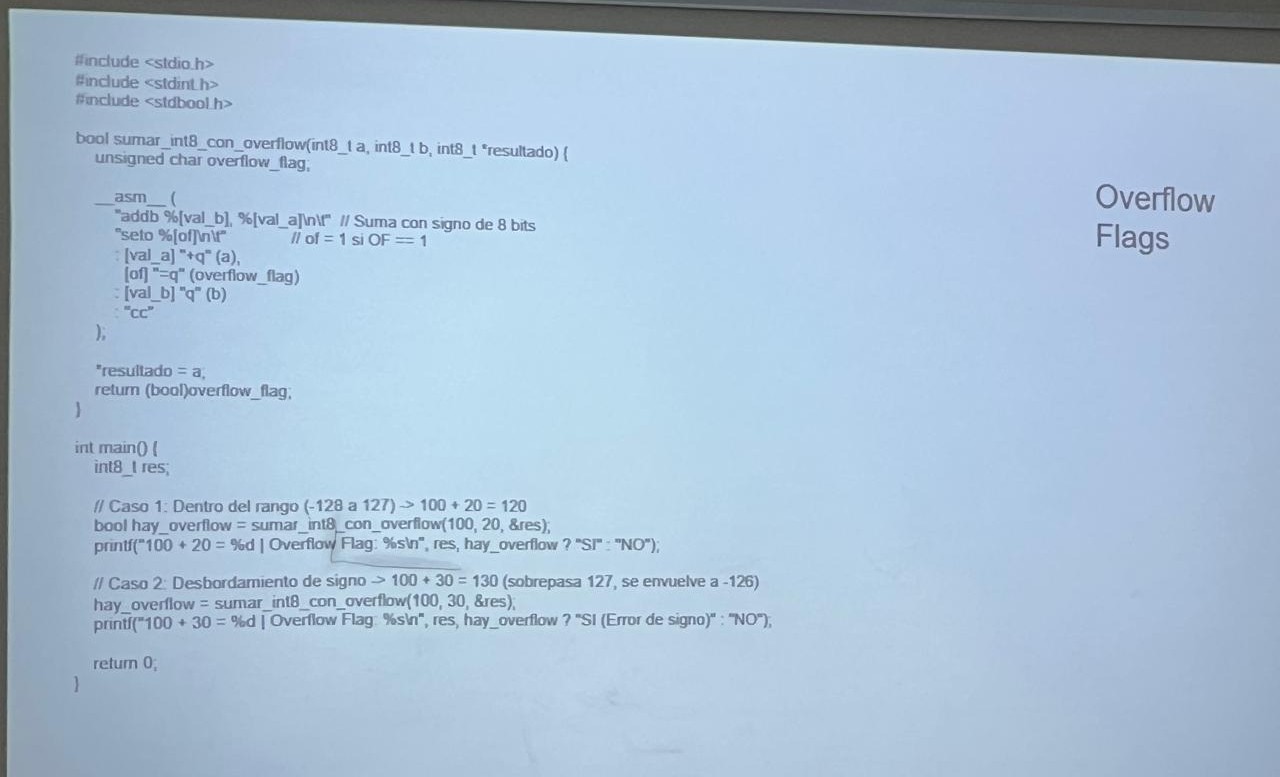 #include <stdio.h>
#include <stdint.h>
#include <stdbool.h>
bool sumar_int8_con_overflow(int8_t a, int8_t b, int8_t *resultado) {
unsigned char overflow_flag;
__asm__ (
"addb %[val_b], %[val_a]\n\t" // Suma con signo de 8 bits
"seto %[of]\n\t" // of = 1 si OF == 1
: [val_a] "+q" (a),
[of] "=q" (overflow_flag)
: [val_b] "q" (b)
: "cc"
);
*resultado = a;
return (bool)overflow_flag;
}
int main() {
int8_t res;
// Caso 1: Dentro del rango (-128 a 127) -> 100 + 20 = 120
bool hay_overflow = sumar_int8_con_overflow(100, 20, &res);
printf("100 + 20 = %d | Overflow Flag: %s\n", res, hay_overflow ? "SI" : "NO");
// Caso 2: Desbordamiento de signo -> 100 + 30 = 130 (sobrepasa 127, se envuelve a -126)
hay_overflow = sumar_int8_con_overflow(100, 30, &res);
printf("100 + 30 = %d | Overflow Flag: %s\n", res, hay_overflow ? "SI (Error de signo)" : "NO");
return 0;
}
Overflow
Flags